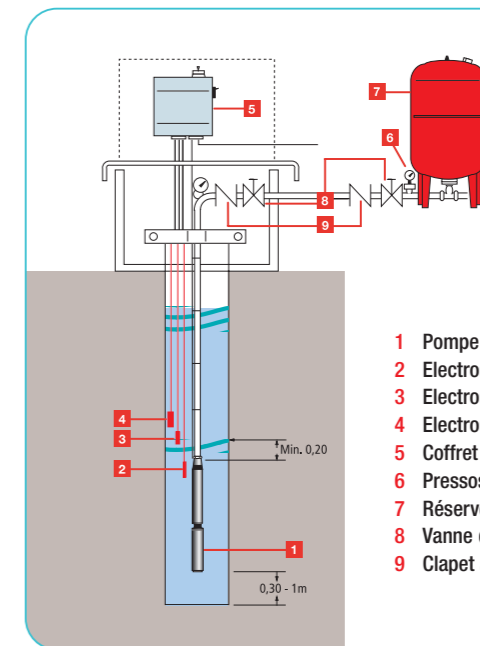 5
7
6
8
9
4
3
Min. 0,20
2
1
0,30 - 1m
1 Pompe
2 Electro
3 Electro
4 Electro
5 Coffret
6 Pressos
7 Réserv
8 Vanne
9 Clapet